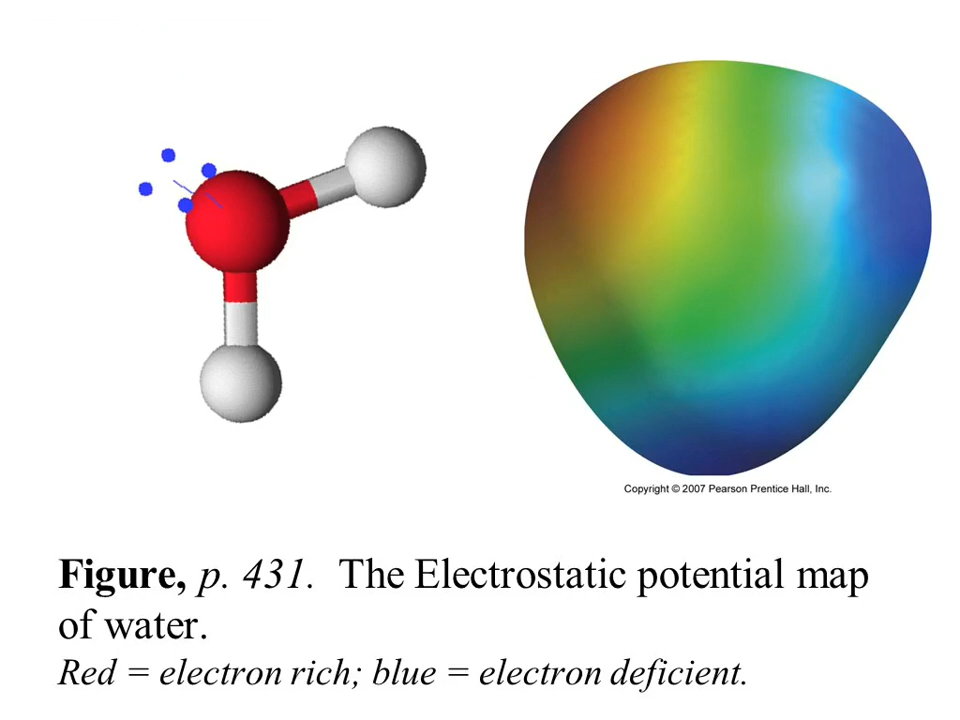 Copyright © 2007 Pearson Prentice Hall, Inc.
Figure, p. 431. The Electrostatic potential map
of water.
Red = electron rich; blue = electron deficient.